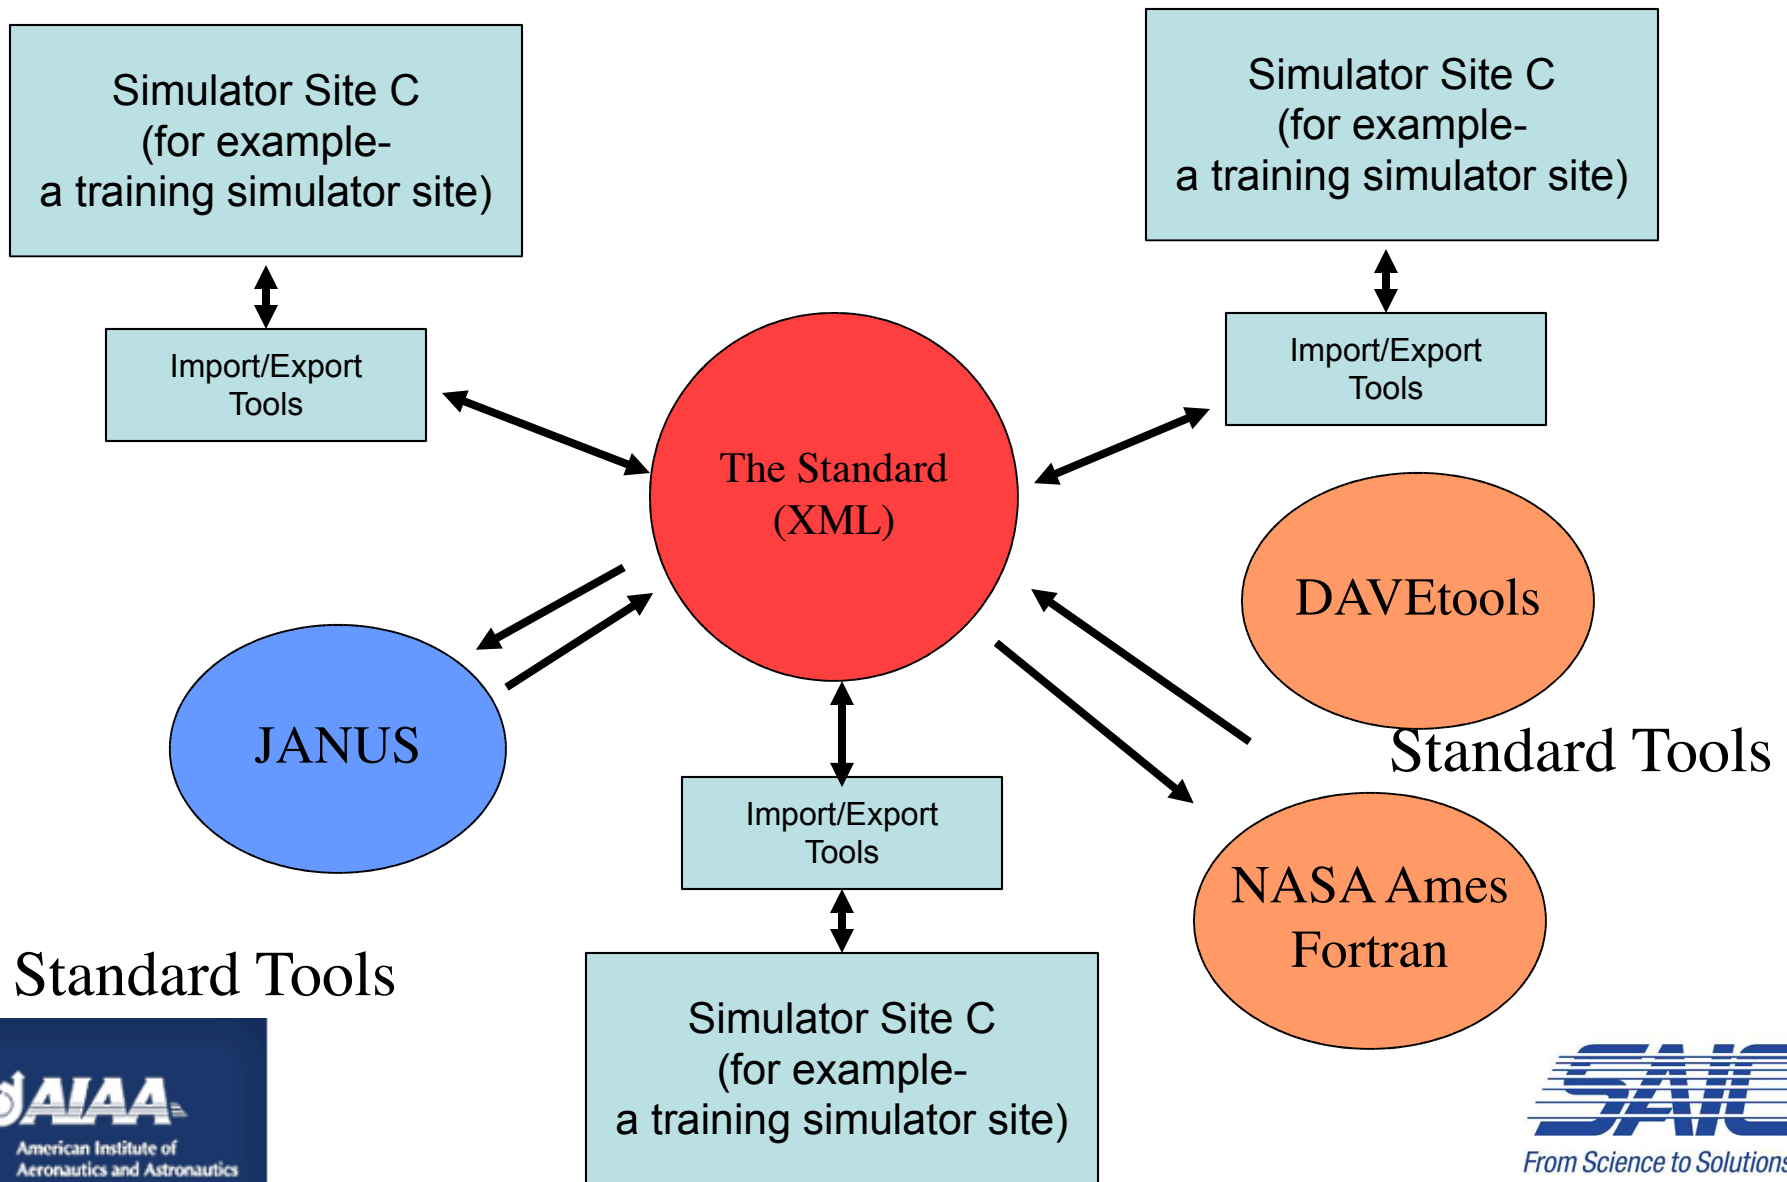 Simulator Site C
(for example-
a training simulator site)
Simulator Site C
(for example-
a training simulator site)
Import/Export
Tools
Import/Export
Tools
The Standard
(XML)
DAVEtools
JANUS
Standard Tools
Import/Export
Tools
NASA Ames
Fortran
Standard Tools
Simulator Site C
(for example-
a training simulator site)
AIAA
American Institute of
Aeronautics and Astronautics
SAIC
From Science to Solutions